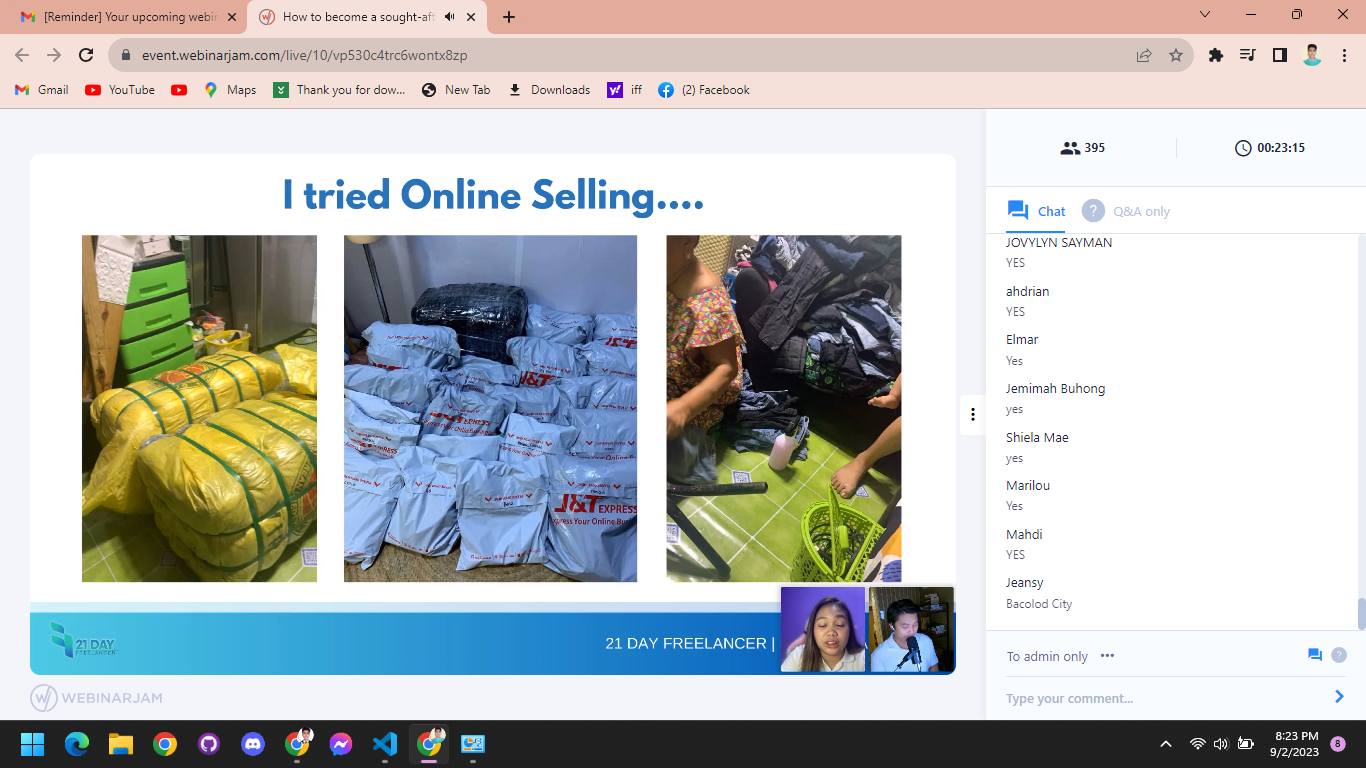 [Reminder] Your upcoming webin
How to become a sought-aft
event.webinarjam.com/live/10/vp530c4trc6wontx8zp
Gmail
YouTube
Maps
Thank you for dow...
New Tab
Downloads
iff
(2) Facebook
I tried Online Selling....
J&T
EXPRESS
J&T EXPRESS
xpress Your Online Busi
21 DAY
FREELANCER
21 DAY FREELANCER |
WEBINARJAM
395
00:23:15
Chat
Q&A only
JOVYLYN SAYMAN
YES
ahdrian
YES
Elmar
Yes
Jemimah Buhong
yes
Shiela Mae
yes
Marilou
Yes
Mahdi
YES
Jeansy
Bacolod City
To admin only
Type your comment...
8:23 PM
9/2/2023
8